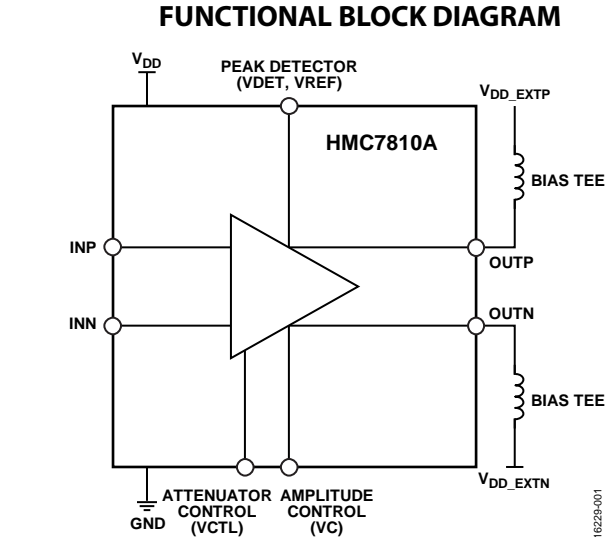 FUNCTIONAL BLOCK DIAGRAM
VDD
PEAK DETECTOR
(VDET, VREF)
VDD_EXTP
HMC7810A
BIAS TEE
INP
OUTP
INN
OUTN
BIAS TEE
VDD_EXTN
GND
ATTENUATOR
CONTROL
(VCTL)
AMPLITUDE
CONTROL
(VC)
16229-001